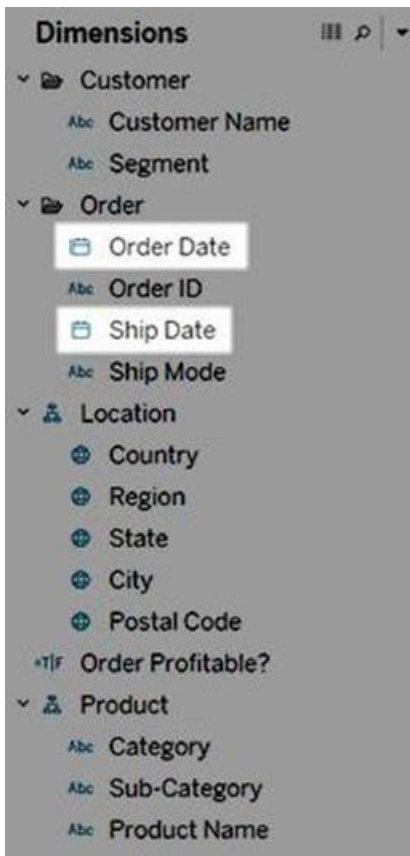 Dimensions
Customer
Abc Customer Name
Abc Segment
Order
Order Date
Abc Order ID
Ship Date
Abc Ship Mode
Location
Country
Region
State
City
Postal Code
=T|F Order Profitable?
Product
Abc Category
Abc Sub-Category
Abc Product Name